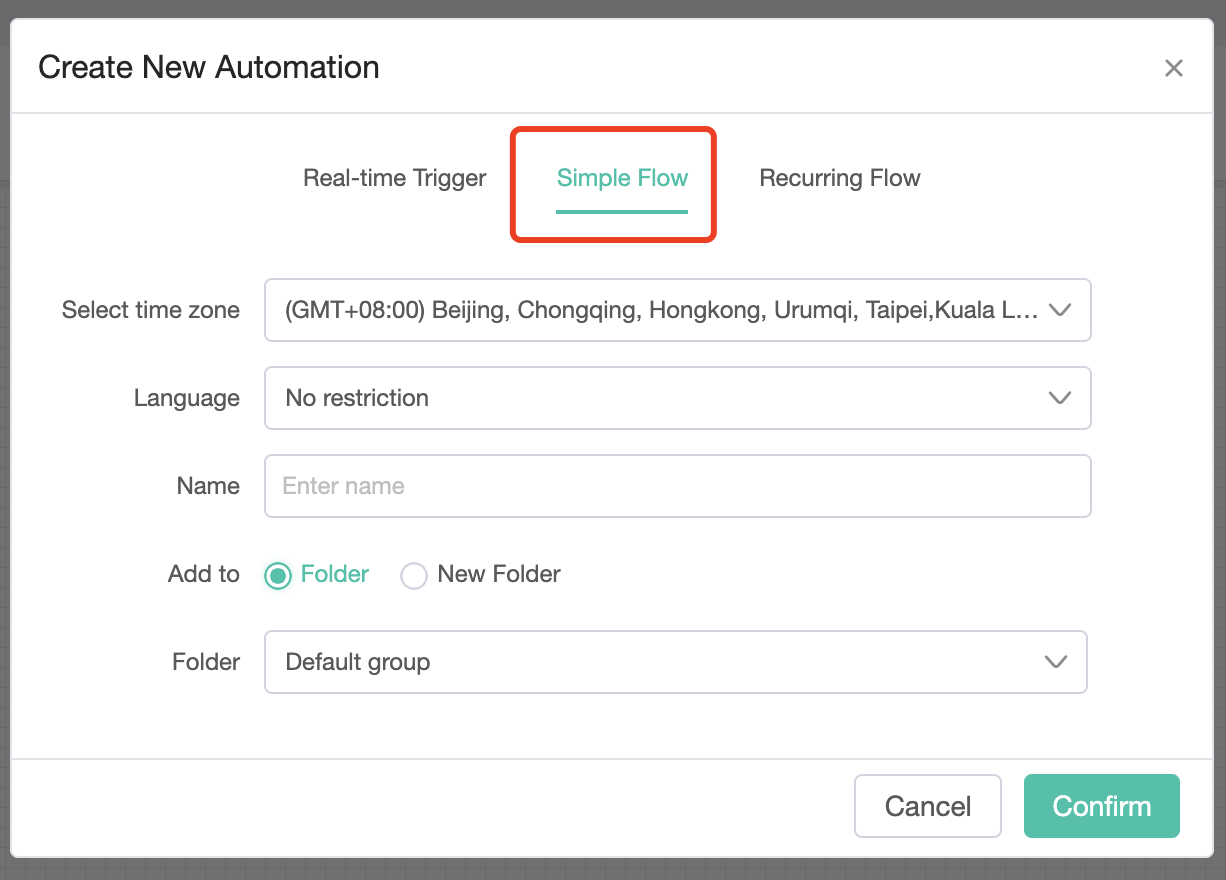 Create New Automation
Real-time Trigger Simple Flow Recurring Flow
Select time zone (GMT+08:00) Beijing, Chongqing, Hongkong, Urumqi, Taipei,Kuala L...
Language No restriction
Name Enter name
Add to Folder New Folder
Folder Default group
Cancel Confirm